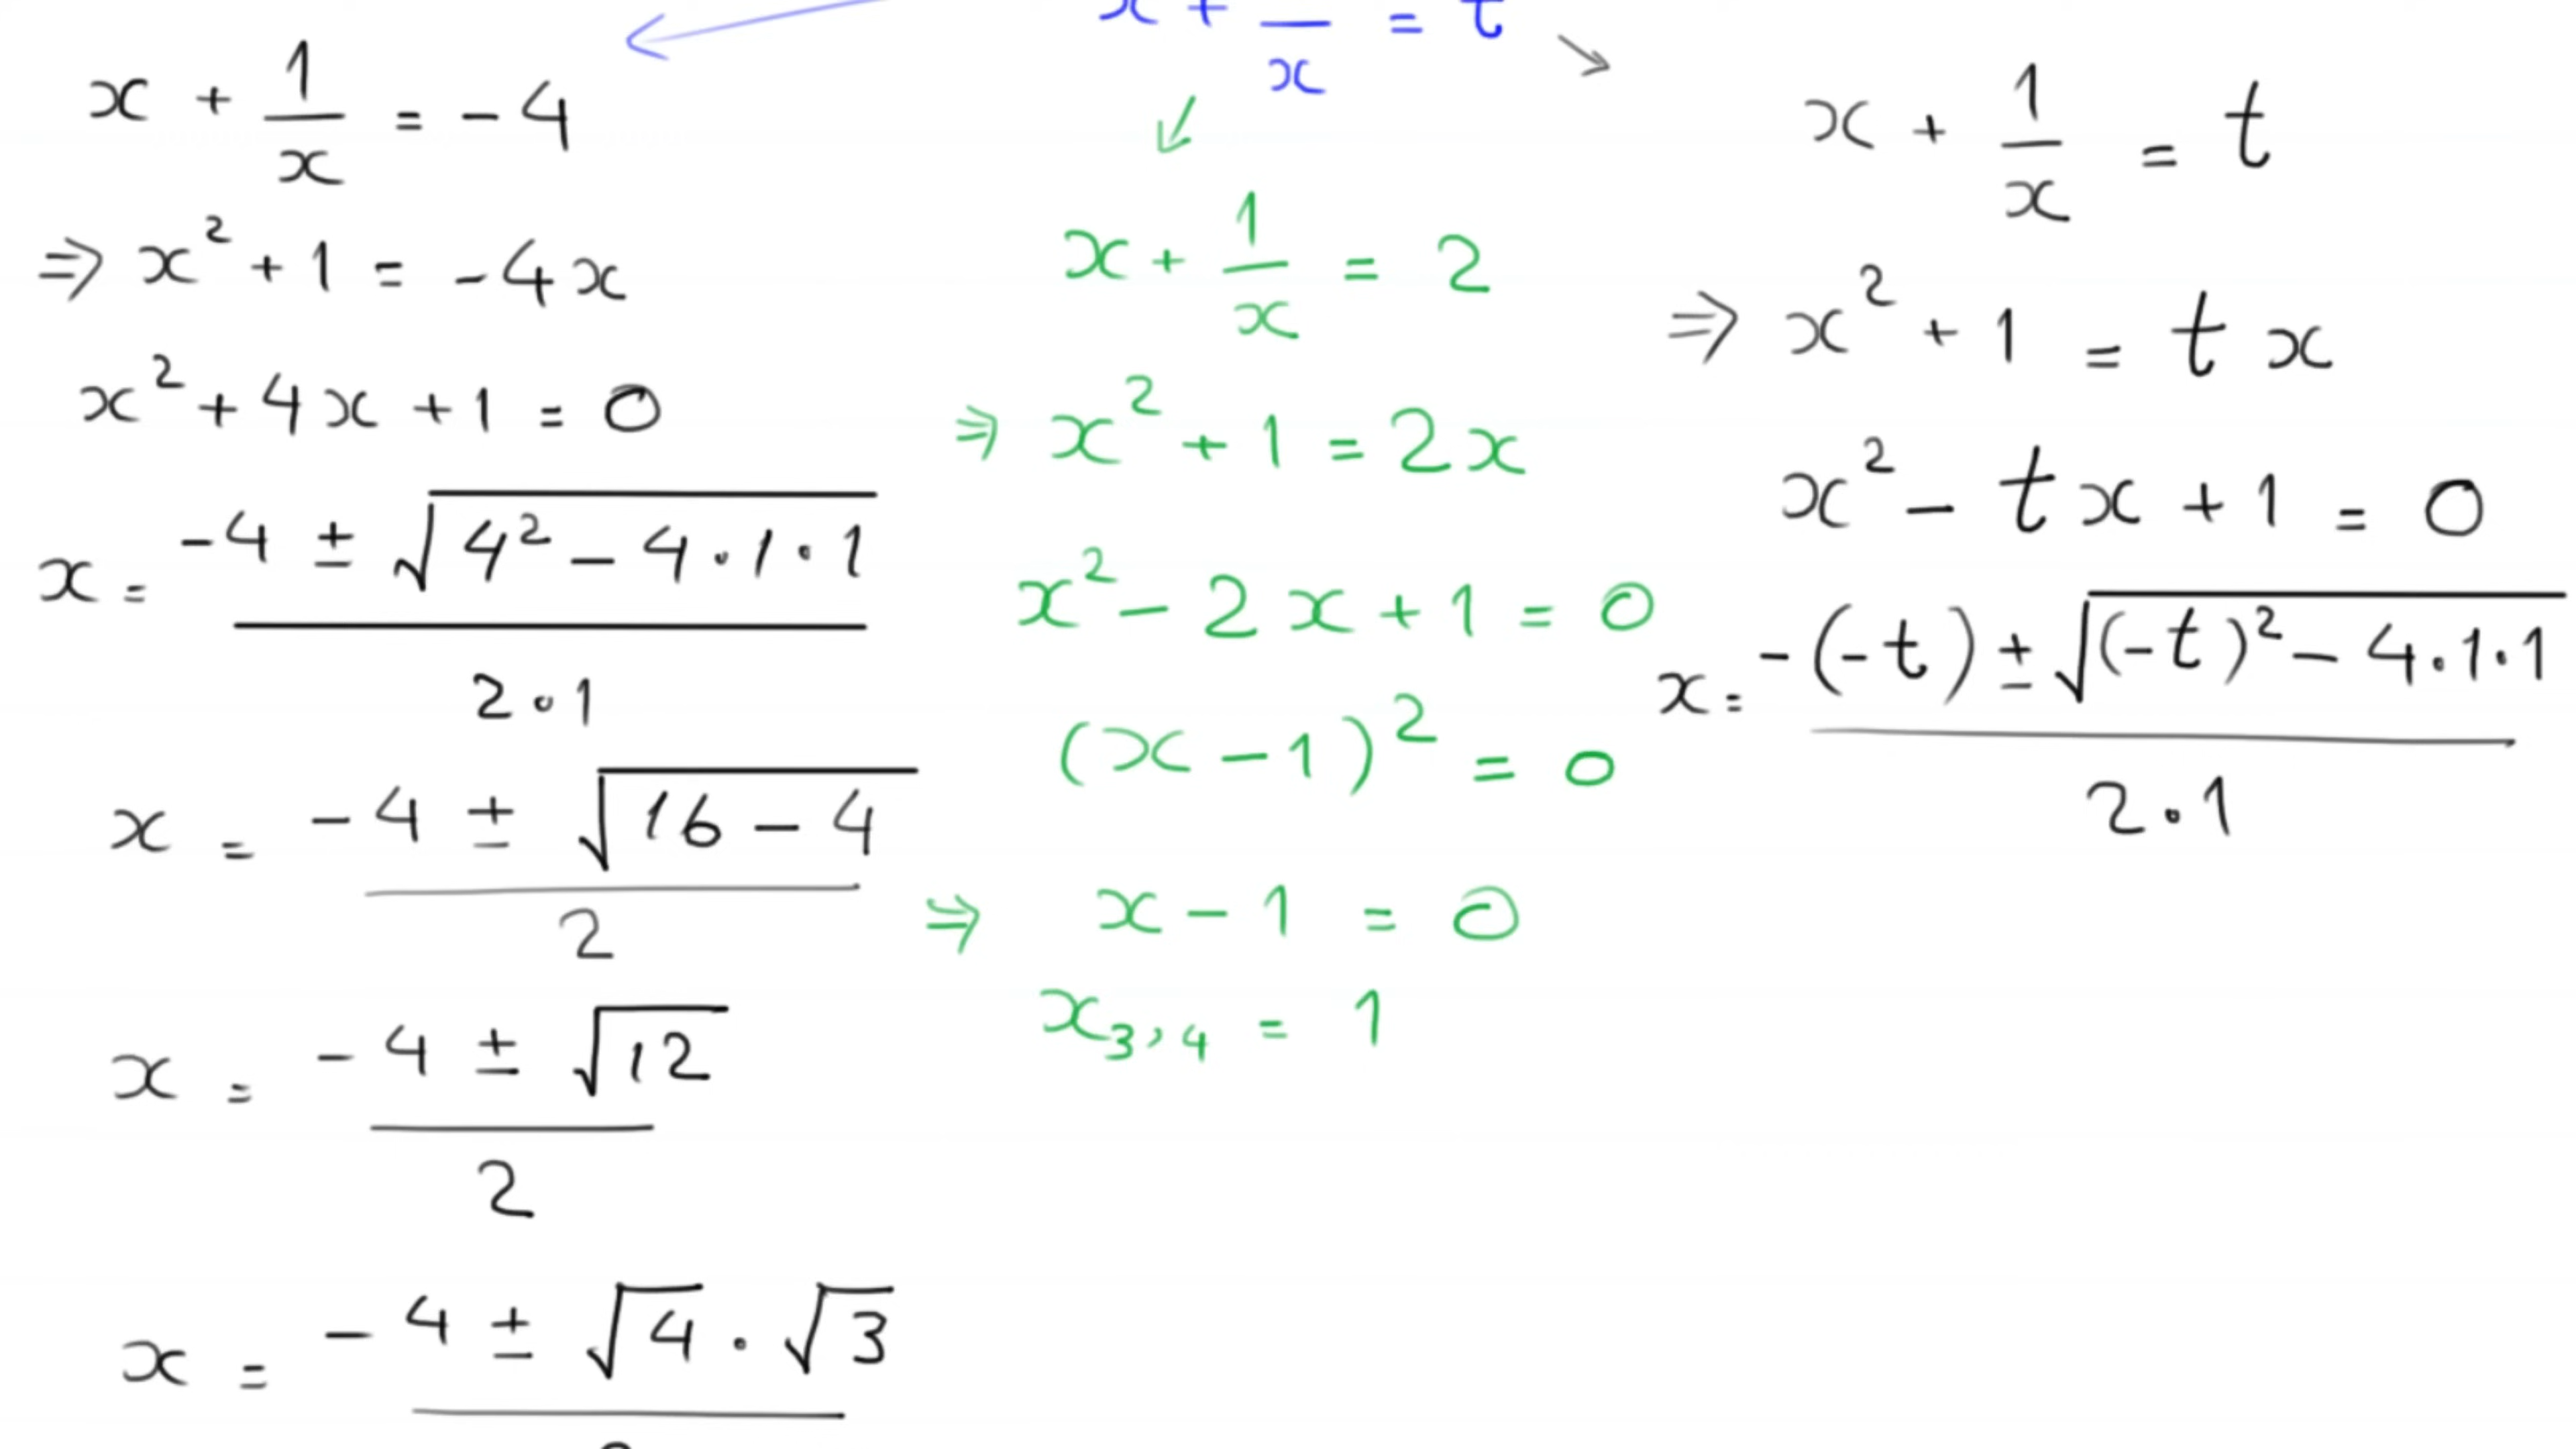 x + 1/x = t
x + 1/x = -4
⇒ x² + 1 = -4x
x² + 4x + 1 = 0
x = (-4 ± √(4² - 4·1·1)) / (2·1)
x = (-4 ± √(16 - 4)) / 2
x = (-4 ± √12) / 2
x = (-4 ± √4 · √3) /
x + 1/x = 2
⇒ x² + 1 = 2x
x² - 2x + 1 = 0
(x - 1)² = 0
⇒ x - 1 = 0
x₃,₄ = 1
x + 1/x = t
⇒ x² + 1 = t x
x² - t x + 1 = 0
x = (-(-t) ± √((-t)² - 4·1·1)) / (2·1)